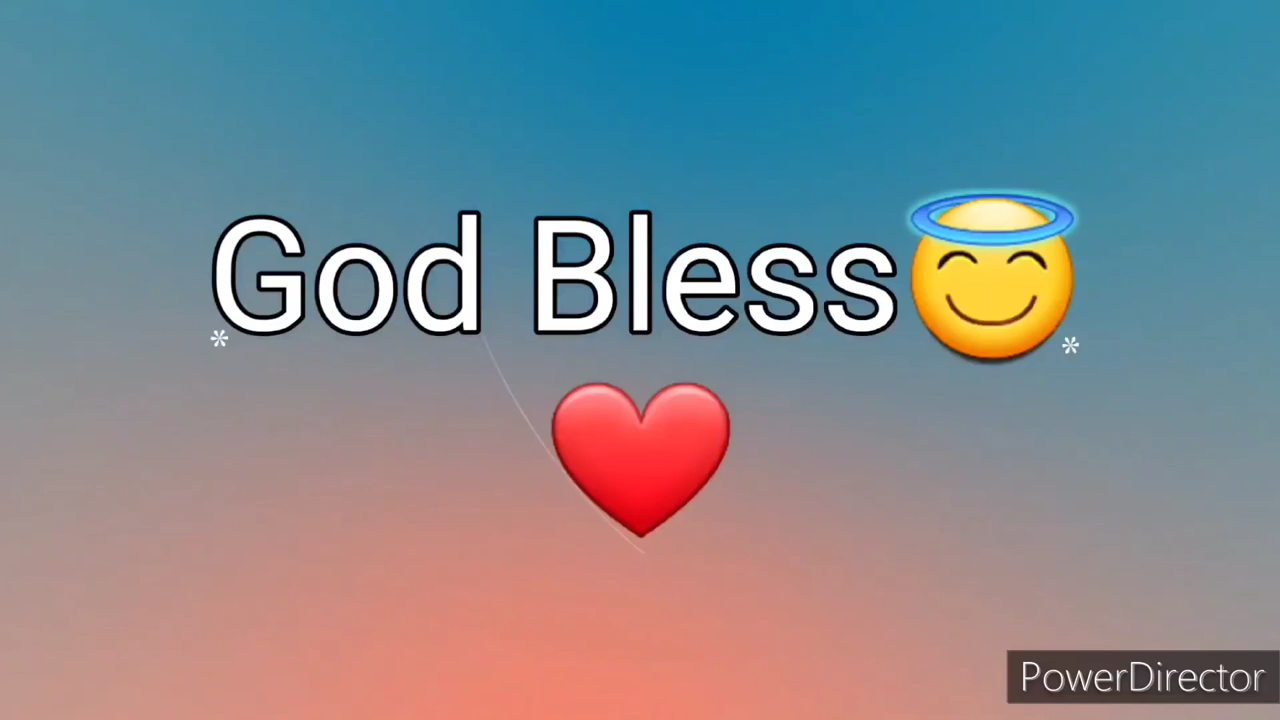 God Bless😇
* *
❤️
PowerDirector